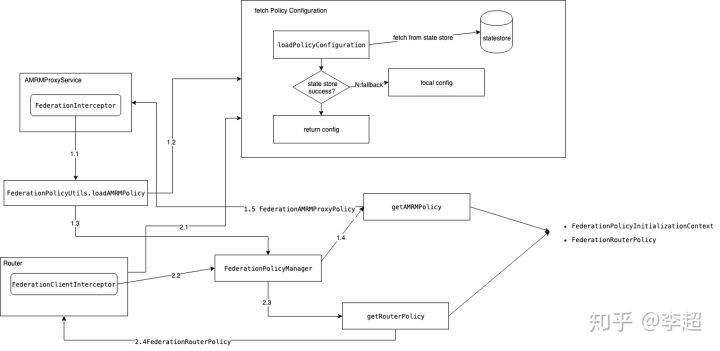 fetch Policy Configuration
loadPolicyConfiguration
fetch from state store
statestore
state store
success?
N:fallback
local config
return config
AMRMProxyService
FederationInterceptor
1.1
1.2
FederationPolicyUtils.loadAMRMPolicy
1.5 FederationAMRMProxyPolicy
getAMRMPolicy
1.3
2.1
1.4
• FederationPolicyInitializationContext
• FederationRouterPolicy
Router
FederationClientInterceptor
2.2
FederationPolicyManager
2.3
getRouterPolicy
2.4FederationRouterPolicy
知乎 @李超